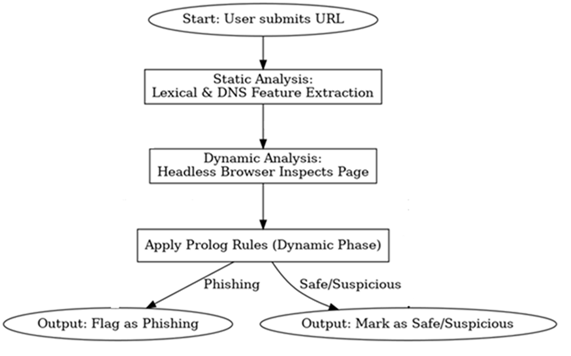 Start: User submits URL
Static Analysis:
Lexical & DNS Feature Extraction
Dynamic Analysis:
Headless Browser Inspects Page
Apply Prolog Rules (Dynamic Phase)
Phishing
Safe/Suspicious
Output: Flag as Phishing
Output: Mark as Safe/Suspicious